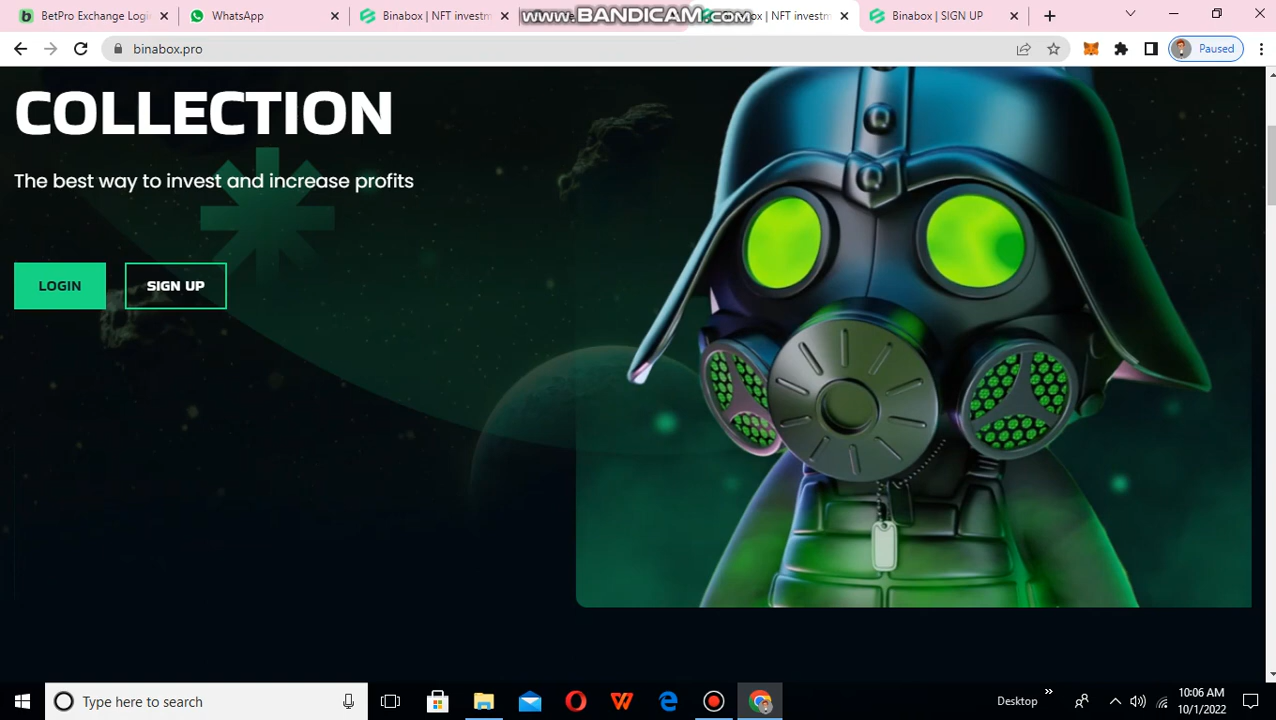 BetPro Exchange Logi
WhatsApp
Binabox | NFT investm
www.BANDICAM.com
box | NFT investm
Binabox | SIGN UP
binabox.pro
Paused
COLLECTION
The best way to invest and increase profits
LOGIN
SIGN UP
Type here to search
Desktop
10:06 AM
10/1/2022